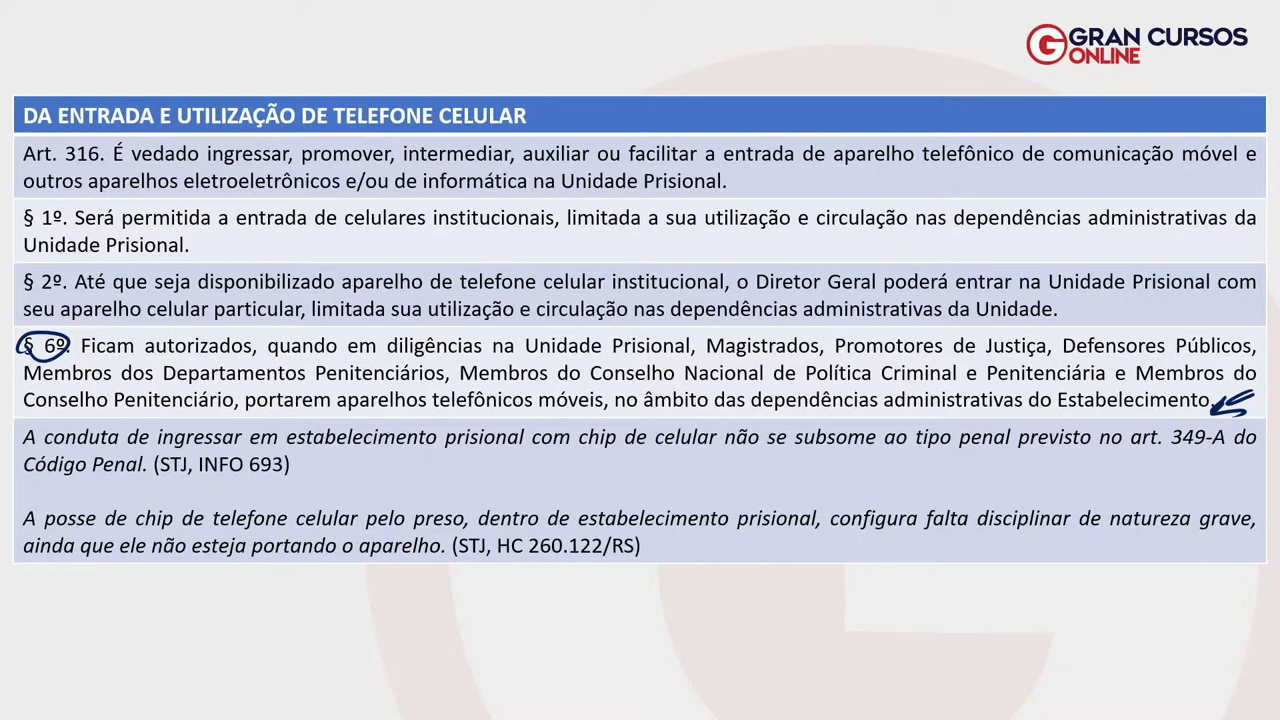 GRAN CURSOS
ONLINE
DA ENTRADA E UTILIZAÇÃO DE TELEFONE CELULAR
Art. 316. É vedado ingressar, promover, intermediar, auxiliar ou facilitar a entrada de aparelho telefônico de comunicação móvel e
outros aparelhos eletroeletrônicos e/ou de informática na Unidade Prisional.
§ 1º. Será permitida a entrada de celulares institucionais, limitada a sua utilização e circulação nas dependências administrativas da
Unidade Prisional.
§ 2º. Até que seja disponibilizado aparelho de telefone celular institucional, o Diretor Geral poderá entrar na Unidade Prisional com
seu aparelho celular particular, limitada sua utilização e circulação nas dependências administrativas da Unidade.
§ 6º. Ficam autorizados, quando em diligências na Unidade Prisional, Magistrados, Promotores de Justiça, Defensores Públicos,
Membros dos Departamentos Penitenciários, Membros do Conselho Nacional de Política Criminal e Penitenciária e Membros do
Conselho Penitenciário, portarem aparelhos telefônicos móveis, no âmbito das dependências administrativas do Estabelecimento.
A conduta de ingressar em estabelecimento prisional com chip de celular não se subsome ao tipo penal previsto no art. 349-A do
Código Penal. (STJ, INFO 693)
A posse de chip de telefone celular pelo preso, dentro de estabelecimento prisional, configura falta disciplinar de natureza grave,
ainda que ele não esteja portando o aparelho. (STJ, HC 260.122/RS)